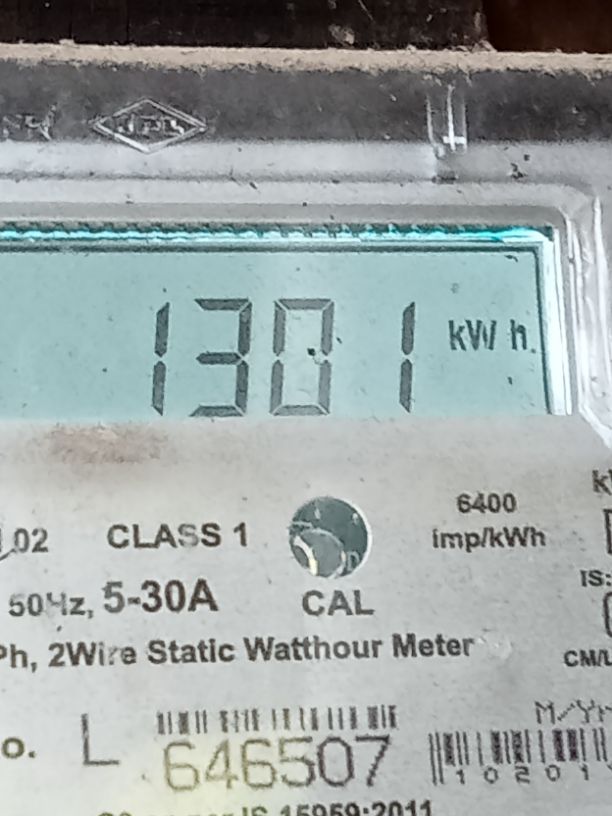 1301 kWh
6400
02 CLASS 1 imp/kWh
50Hz, 5-30A CAL IS:
Ph, 2Wire Static Watthour Meter CM/L
o. L 646507
10201
IS 15959:2011